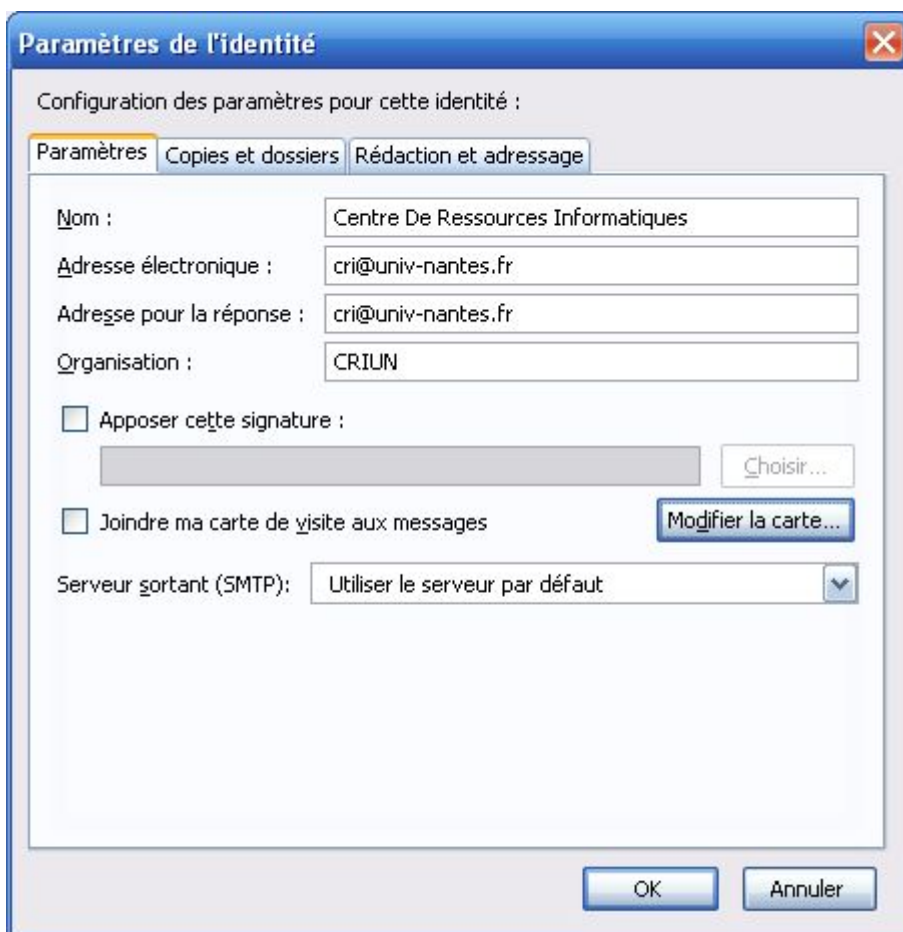 Paramètres de l'identité
Configuration des paramètres pour cette identité :
Paramètres Copies et dossiers Rédaction et adressage
Nom : Centre De Ressources Informatiques
Adresse électronique : cri@univ-nantes.fr
Adresse pour la réponse : cri@univ-nantes.fr
Organisation : CRIUN
Apposer cette signature :
Choisir...
Joindre ma carte de visite aux messages Modifier la carte...
Serveur sortant (SMTP): Utiliser le serveur par défaut
OK Annuler